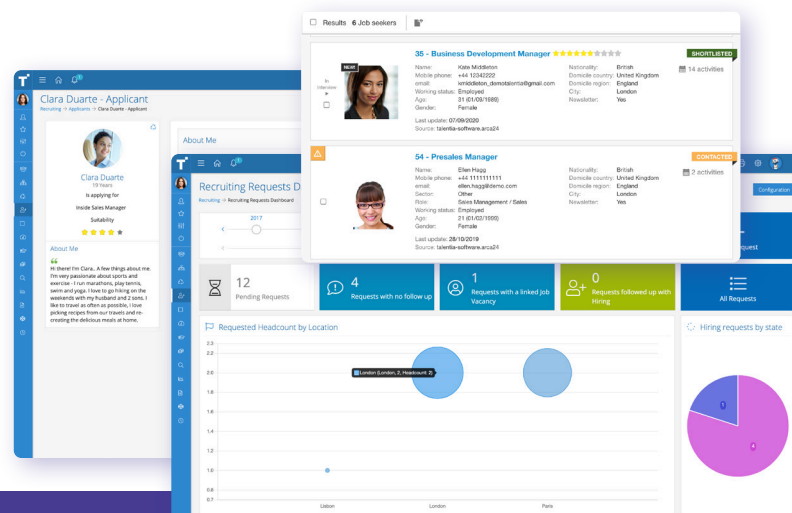 Results 6 Job seekers
35 - Business Development Manager
SHORTLISTED
NEW!
In
interview
Name: Kate Middleton
Mobile phone: +44 12342222
email: kmiddleton_demotalentia@gmail.com
Working status: Employed
Age: 31 (01/09/1989)
Gender: Female
Nationality: British
Domicile country: United Kingdom
Domicile region: England
City: London
Newsletter: Yes
14 activities
Last update: 07/09/2020
Source: talentia-software.arca24
54 - Presales Manager
CONTACTED
Name: Ellen Hagg
Mobile phone: +44 1111111111
email: ellen.hagg@demo.com
Sector: Other
Role: Sales Management / Sales
Working status: Employed
Age: 21 (01/02/1999)
Gender: Female
Nationality: British
Domicile country: United Kingdom
Domicile region: England
City: London
Newsletter: Yes
2 activities
Last update: 28/10/2019
Source: talentia-software.arca24
T
Clara Duarte - Applicant
Recruiting → Applicants → Clara Duarte - Applicant
Clara Duarte
19 Years
Is applying for
Inside Sales Manager
Suitability
About Me
Hi there! I'm Clara,. A few things about me.
I'm very passionate about sports and
exercise - I run marathons, play tennis,
swim and yoga. I love to go hiking on the
weekends with my husband and 2 sons. I
like to travel as often as possible, I love
picking recipes from our travels and re-
creating the delicious meals at home.
About Me
T
Recruiting Requests D
Recruiting → Recruiting Requests Dashboard
2017
Configuration
quest
12
Pending Requests
4
Requests with no follow up
1
Requests with a linked Job
Vacancy
0
Requests followed up with
Hiring
All Requests
Requested Headcount by Location
2.3
2.2
2.0
1.8
1.6
1.4
1.2
1.0
0.8
0.7
London (London, 2, Headcount: 2)
Lisbon
London
Paris
Hiring requests by state